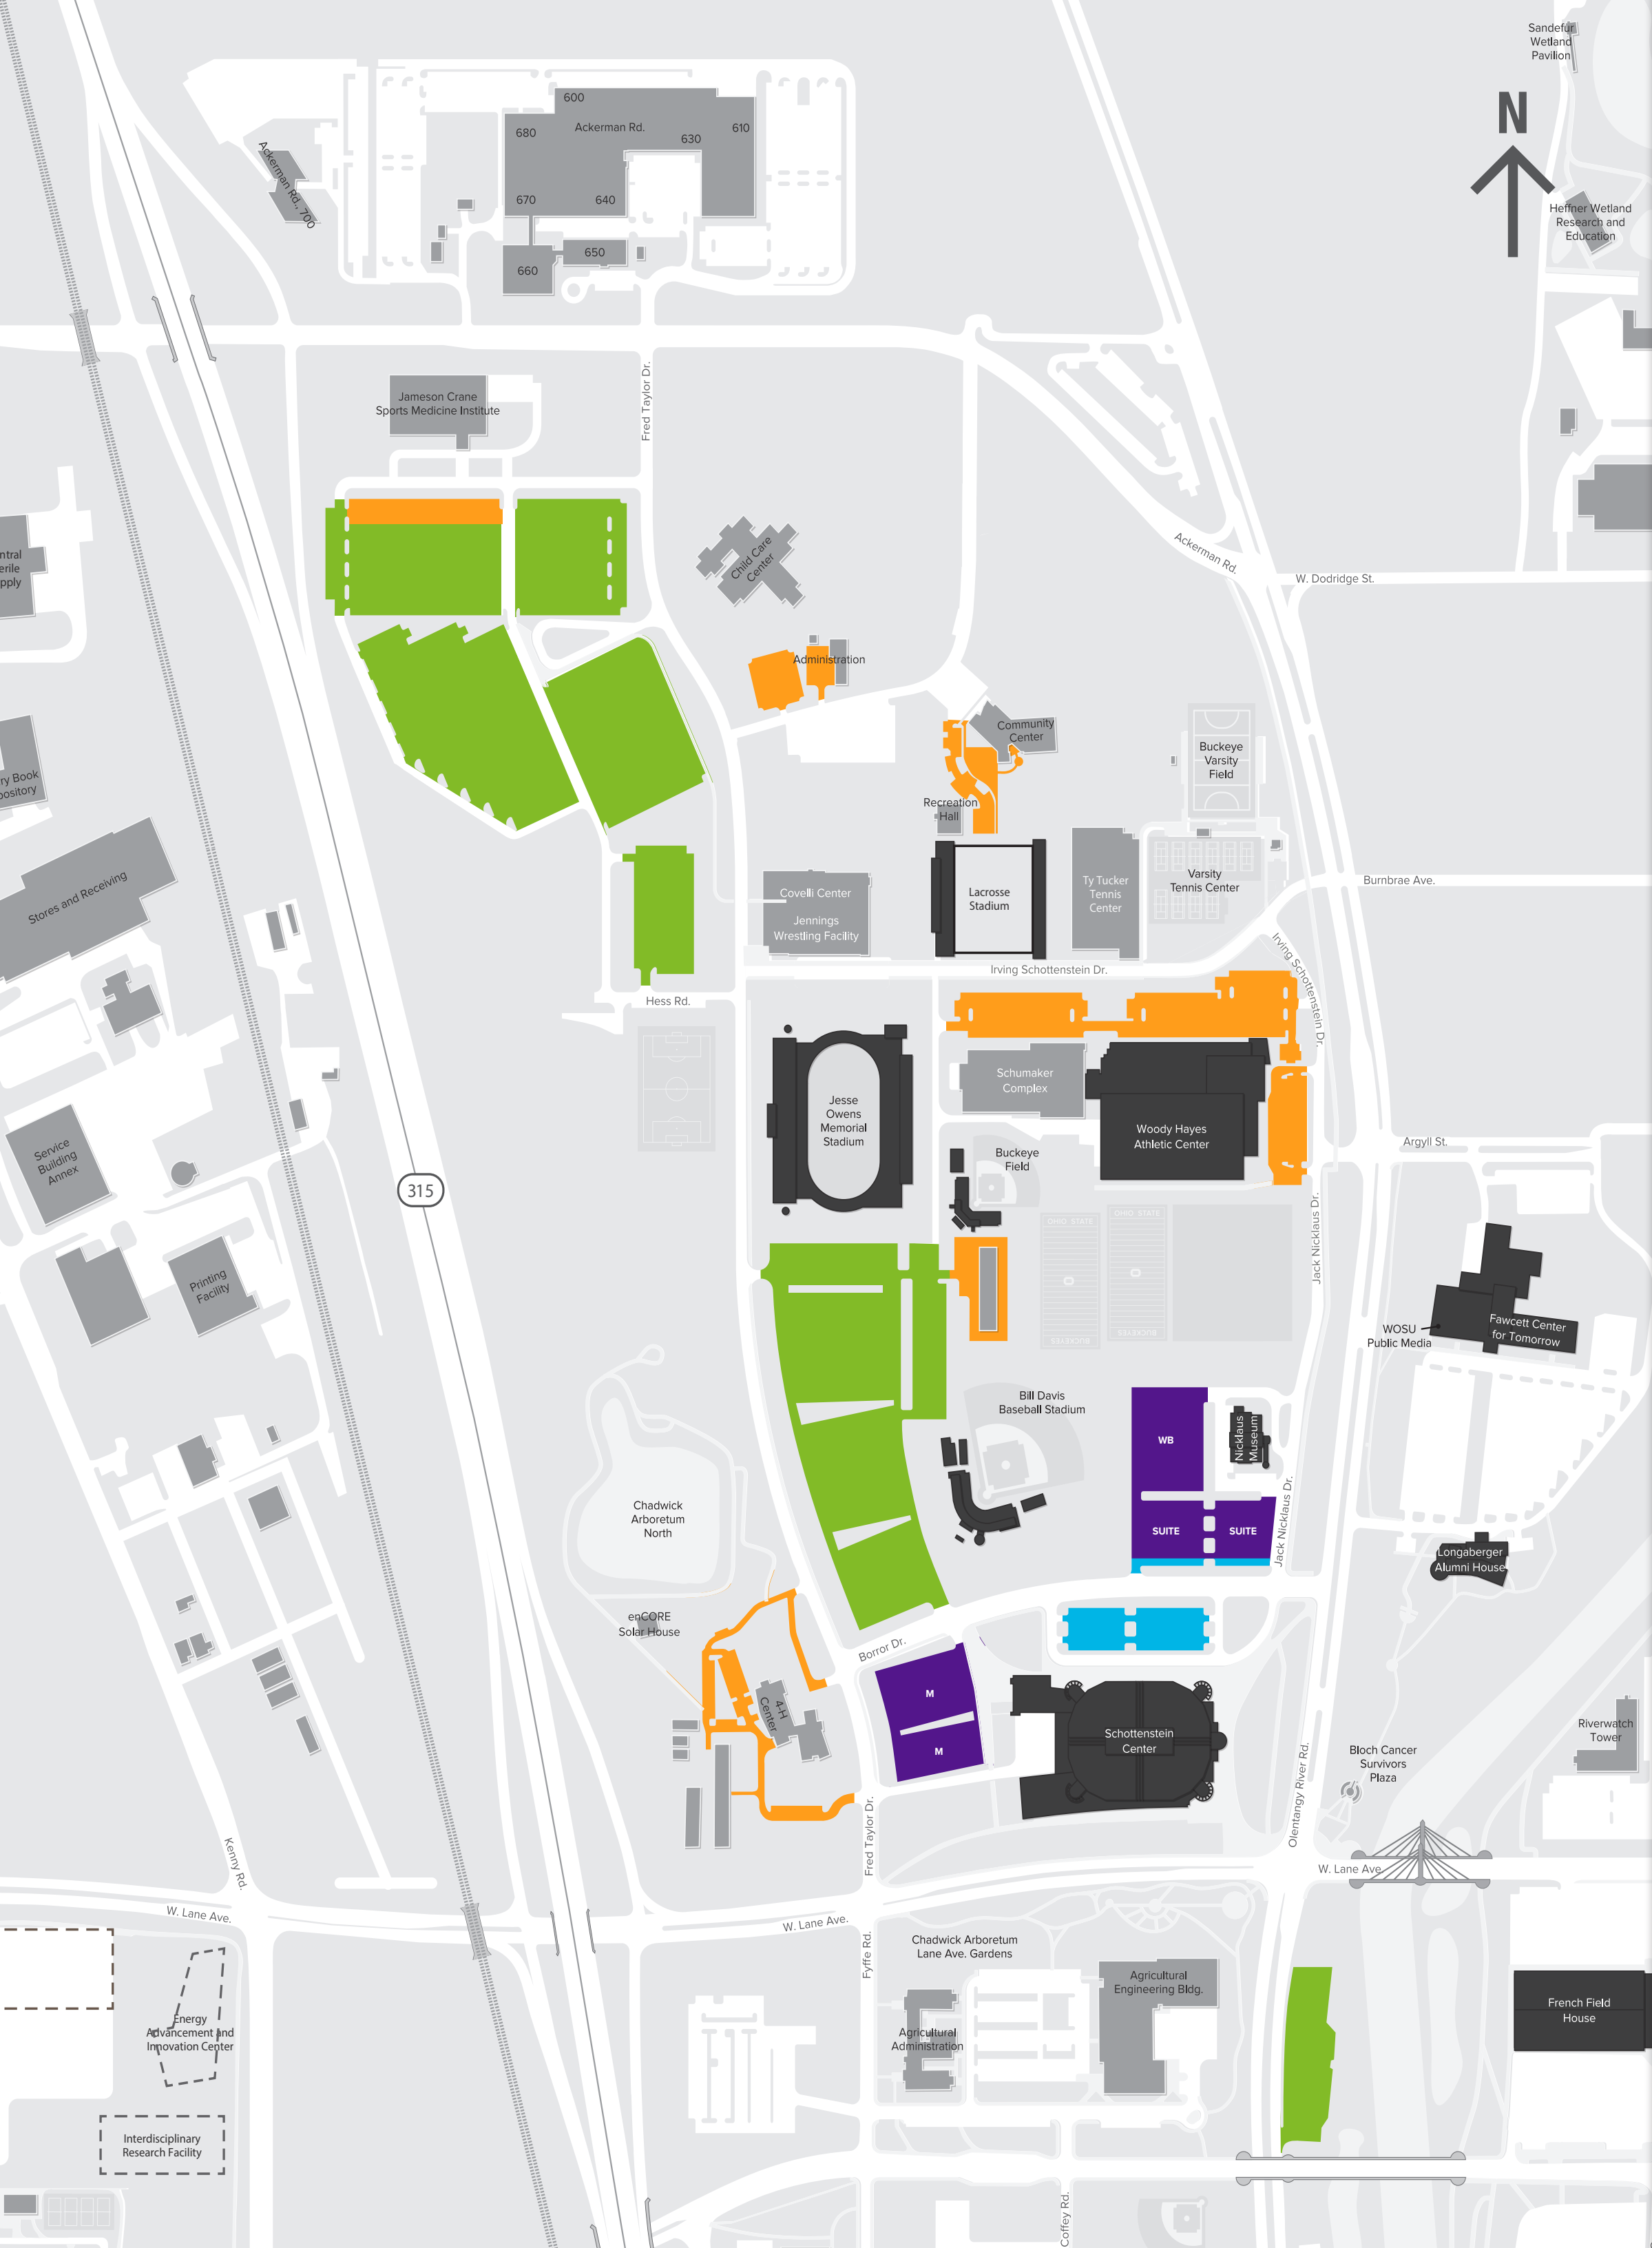 Sandefur
Wetland
Pavilion
N
600
Ackerman Rd.
610
680
630
Ackerman Rd., 700
670
640
650
660
Heffner Wetland
Research and
Education
Fred Taylor Dr.
Jameson Crane
Sports Medicine Institute
Child Care
Center
Ackerman Rd.
W. Dodridge St.
ntral
erile
pply
Administration
Community
Center
Buckeye
Varsity
Field
ry Book
pository
Recreation
Hall
Stores and Receiving
Covelli Center
Jennings
Wrestling Facility
Lacrosse
Stadium
Ty Tucker
Tennis
Center
Varsity
Tennis Center
Burnbrae Ave.
Irving Schottenstein Dr.
Irving Schottenstein Dr.
Hess Rd.
Schumaker
Complex
Jesse
Owens
Memorial
Stadium
Woody Hayes
Athletic Center
Argyll St.
Service
Building
Annex
Buckeye
Field
315
OHIO STATE
OHIO STATE
BUCKEYES
BUCKEYES
Jack Nicklaus Dr.
Printing
Facility
WOSU
Public Media
Fawcett Center
for Tomorrow
Bill Davis
Baseball Stadium
WB
Nicklaus
Museum
Chadwick
Arboretum
North
SUITE
SUITE
Jack Nicklaus Dr.
Longaberger
Alumni House
enCORE
Solar House
Borror Dr.
4-H
Center
M
M
Schottenstein
Center
Riverwatch
Tower
Bloch Cancer
Survivors
Plaza
Olentangy River Rd.
Fred Taylor Dr.
Kenny Rd.
W. Lane Ave.
W. Lane Ave.
W. Lane Ave.
Fyffe Rd.
Chadwick Arboretum
Lane Ave. Gardens
Agricultural
Engineering Bldg.
French Field
House
Energy
Advancement and
Innovation Center
Agricultural
Administration
Interdisciplinary
Research Facility
Coffey Rd.